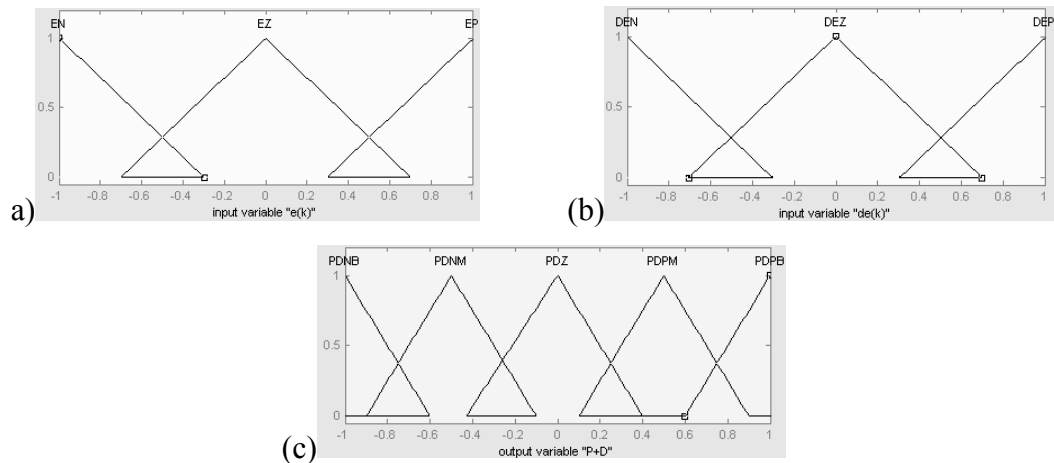 EN EZ EP
1
0.5
0
-1 -0.8 -0.6 -0.4 -0.2 0 0.2 0.4 0.6 0.8 1
input variable "e(k)"
a)
DEN DEZ DEP
1
0.5
0
-1 -0.8 -0.6 -0.4 -0.2 0 0.2 0.4 0.6 0.8 1
input variable "de(k)"
(b)
PDNB PDNM PDZ PDPM PDPB
1
0.5
0
-1 -0.8 -0.6 -0.4 -0.2 0 0.2 0.4 0.6 0.8 1
output variable "P+D"
(c)